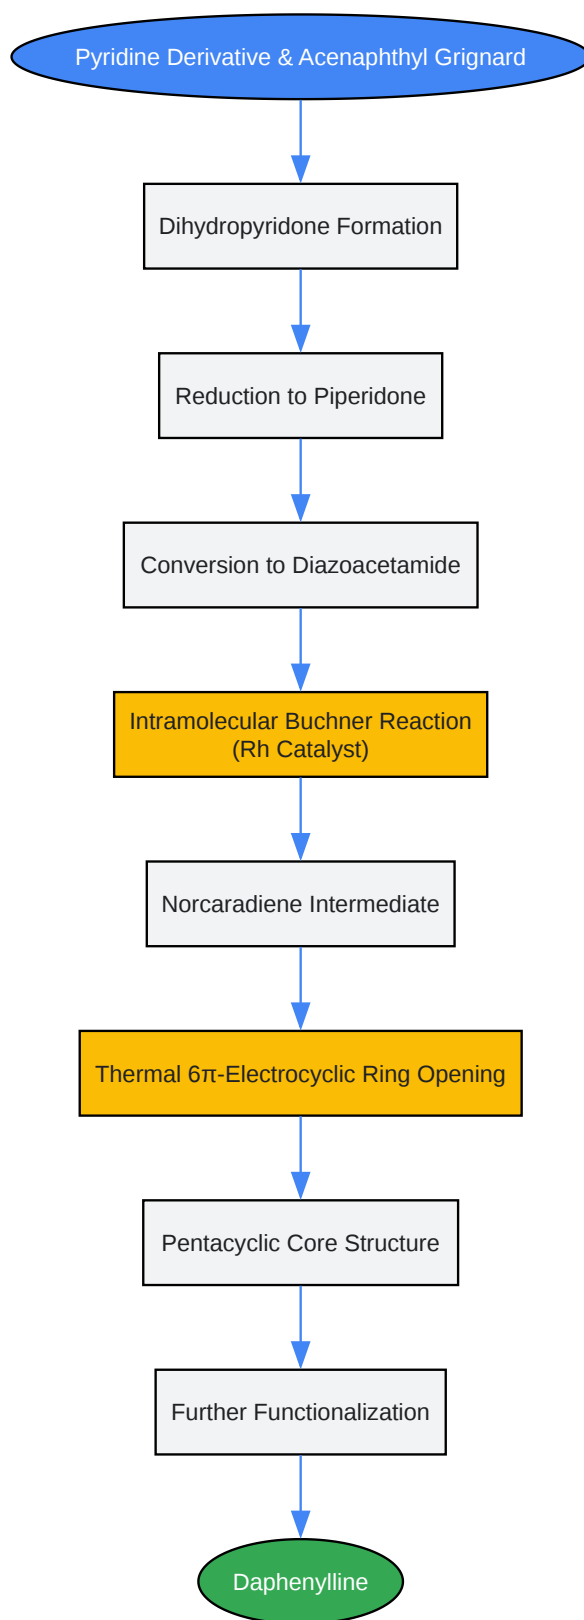 Pyridine Derivative & Acenaphthyl Grignard
Dihydropyridone Formation
Reduction to Piperidone
Conversion to Diazoacetamide
Intramolecular Buchner Reaction
(Rh Catalyst)
Norcaradiene Intermediate
Thermal 6π-Electrocyclic Ring Opening
Pentacyclic Core Structure
Further Functionalization
Daphenylline